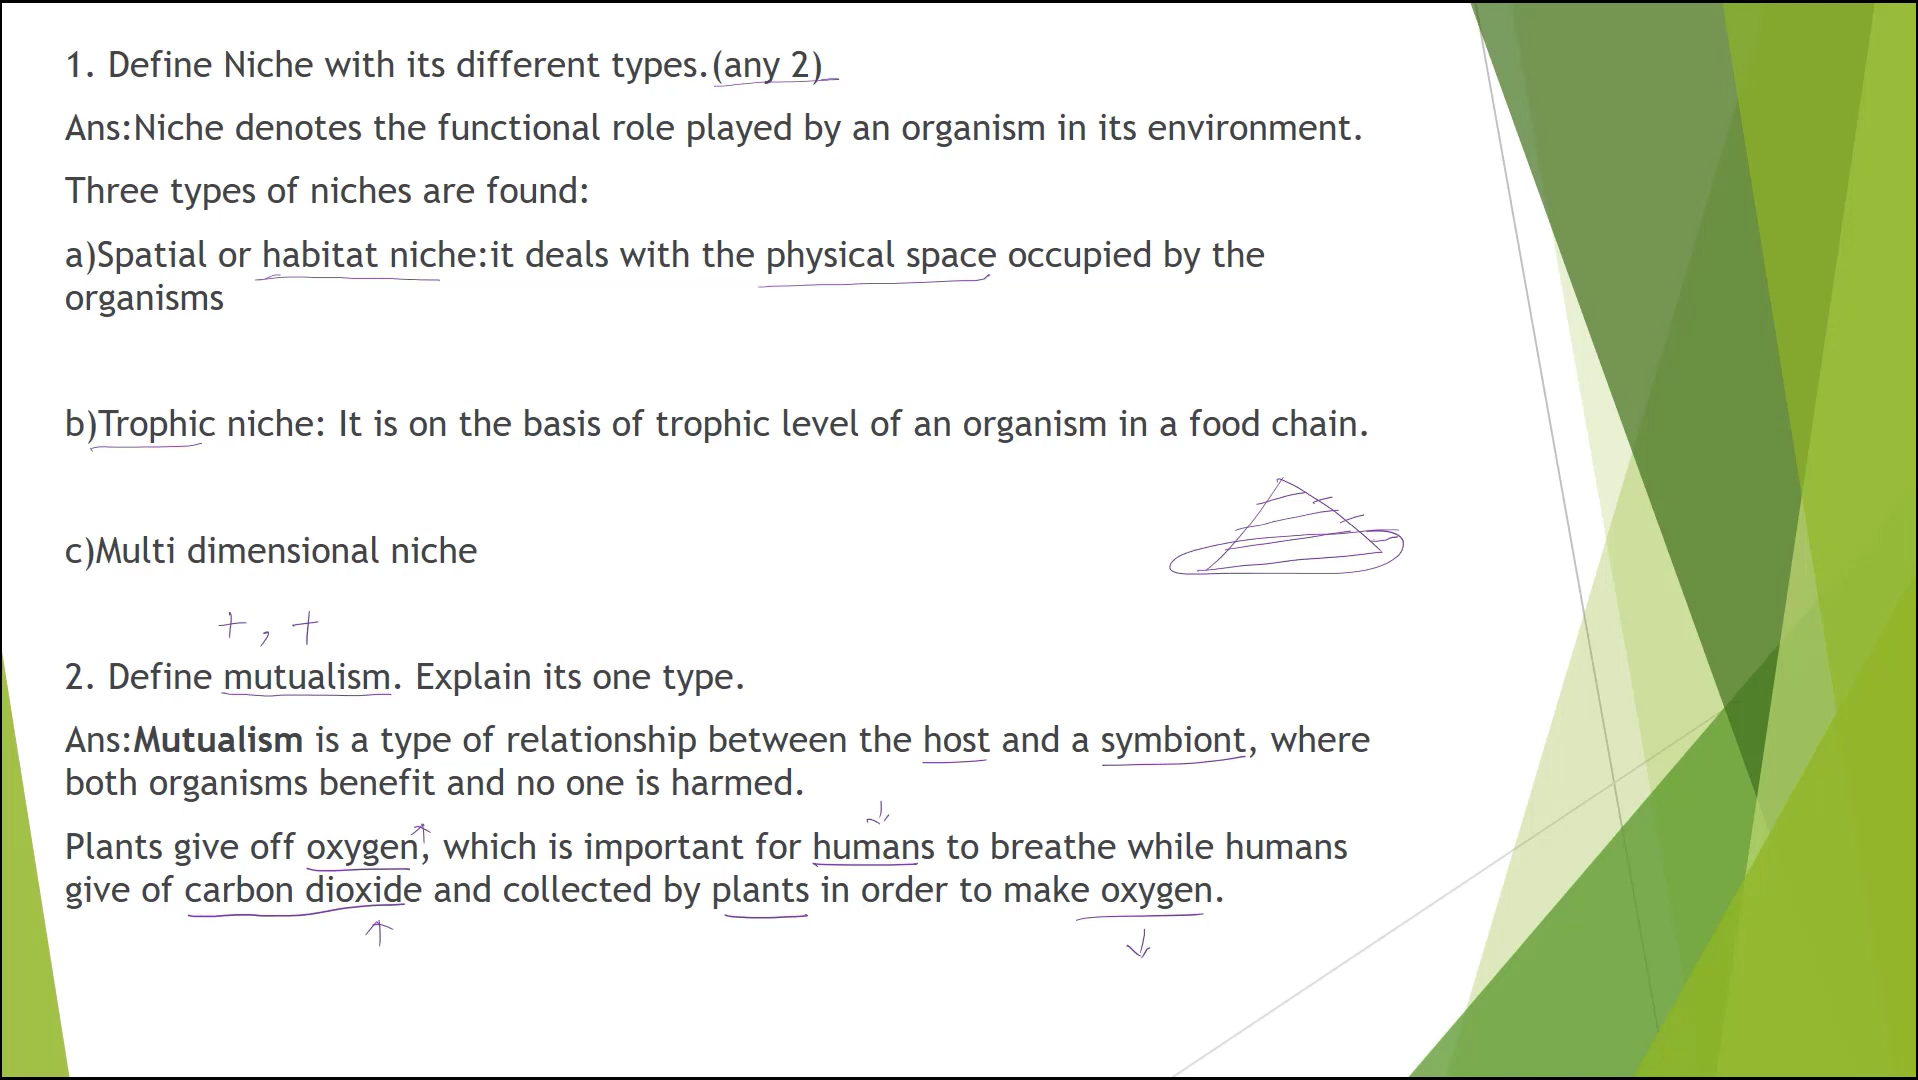 1. Define Niche with its different types.(any 2)
Ans:Niche denotes the functional role played by an organism in its environment.
Three types of niches are found:
a)Spatial or habitat niche:it deals with the physical space occupied by the
organisms
b)Trophic niche: It is on the basis of trophic level of an organism in a food chain.
c)Multi dimensional niche
+, +
2. Define mutualism. Explain its one type.
Ans:Mutualism is a type of relationship between the host and a symbiont, where
both organisms benefit and no one is harmed.
Plants give off oxygen, which is important for humans to breathe while humans
give of carbon dioxide and collected by plants in order to make oxygen.